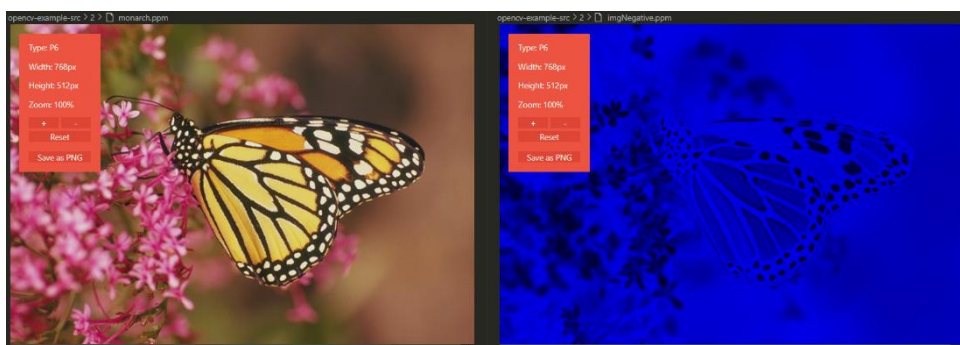 opencv-example-src > 2 > monarch.ppm
Type: P6
Width: 768px
Height: 512px
Zoom: 100%
+ -
Reset
Save as PNG
opencv-example-src > 2 > imgNegative.ppm
Type: P6
Width: 768px
Height: 512px
Zoom: 100%
+ -
Reset
Save as PNG